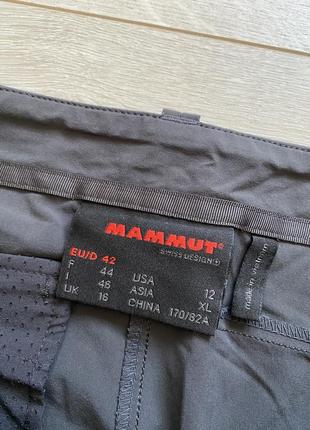 MAMMUT
SWISS DESIGN
EU/D 42
F 44 USA 12
I 46 ASIA XL
UK 16 CHINA 170/82A
made in vietnam